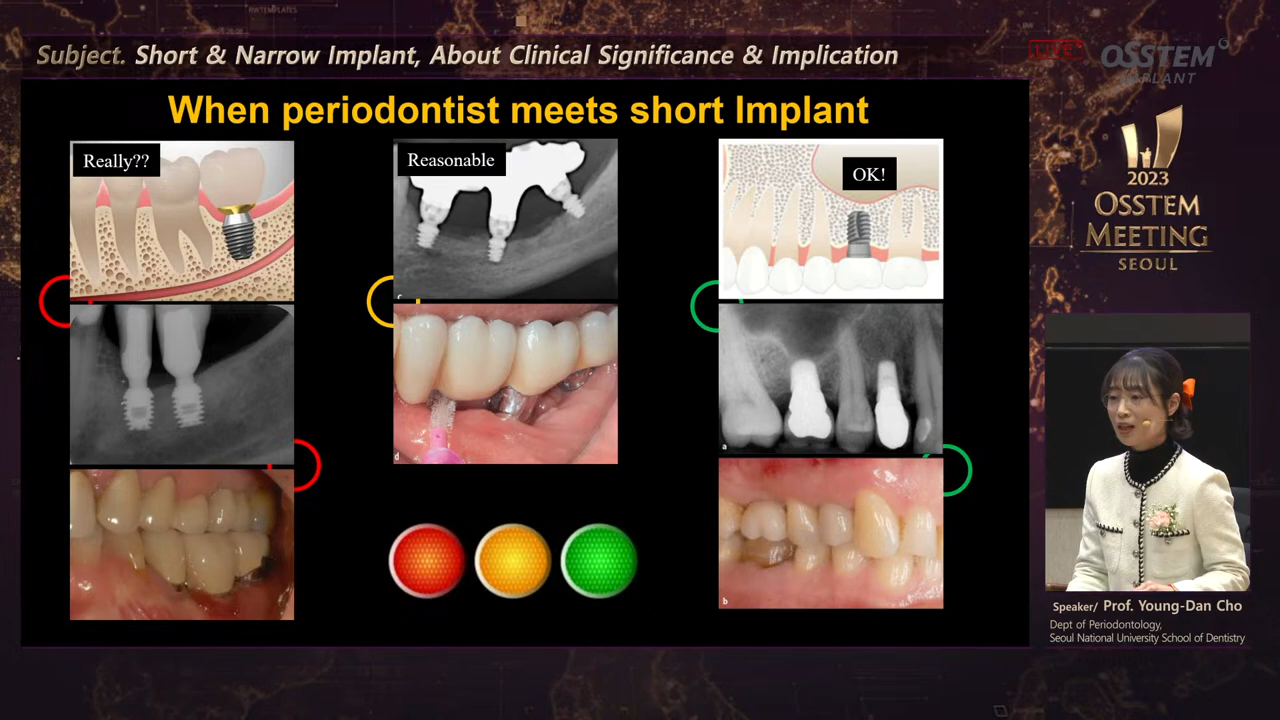 Subject. Short & Narrow Implant, About Clinical Significance & Implication
LIVE
OSSTEM
IMPLANT
When periodontist meets short Implant
Really??
Reasonable
OK!
c
d
a
b
2023
OSSTEM
MEETING
SEOUL
Speaker/ Prof. Young-Dan Cho
Dept of Periodontology,
Seoul National University School of Dentistry